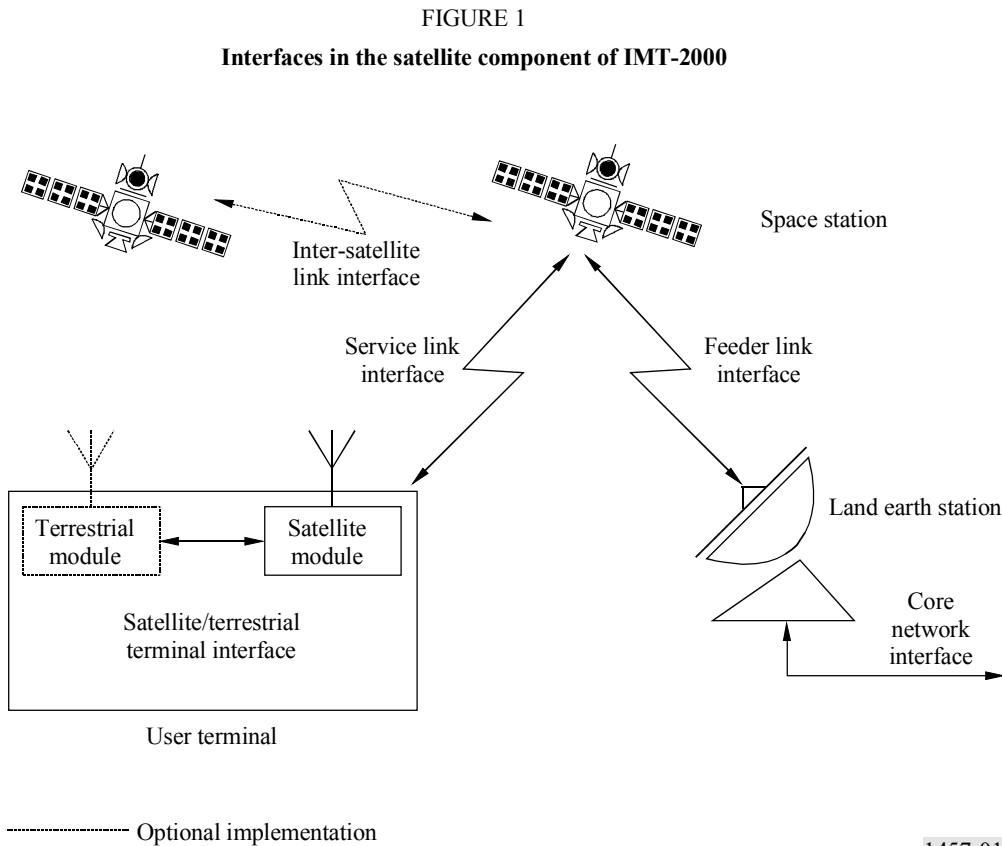 FIGURE 1
Interfaces in the satellite component of IMT-2000
Space station
Inter-satellite
link interface
Service link
interface
Feeder link
interface
Terrestrial
module
Satellite
module
Land earth station
Satellite/terrestrial
terminal interface
Core
network
interface
User terminal
Optional implementation
1457-01